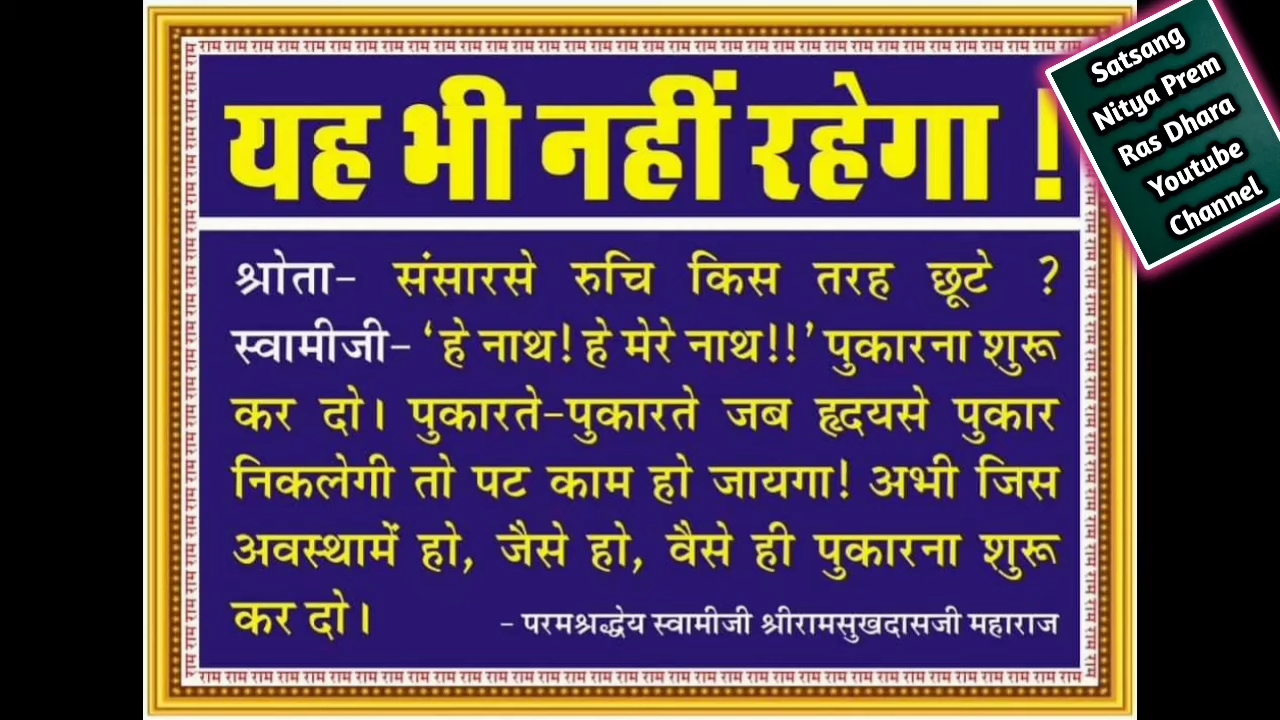 राम राम राम राम राम राम राम राम राम राम राम राम राम राम राम राम राम राम राम राम राम राम राम
यह भी नहीं रहेगा !
श्रोता- संसारसे रुचि किस तरह छूटे ?
स्वामीजी- ‘हे नाथ! हे मेरे नाथ!!’ पुकारना शुरू
कर दो। पुकारते-पुकारते जब हृदयसे पुकार
निकलेगी तो पट काम हो जायगा! अभी जिस
अवस्थामें हो, जैसे हो, वैसे ही पुकारना शुरू
कर दो।
- परमश्रद्धेय स्वामीजी श्रीरामसुखदासजी महाराज
राम राम राम राम राम राम राम राम राम राम राम राम राम राम राम राम राम राम राम राम राम राम राम
Satsang
Nitya Prem
Ras Dhara
Youtube
Channel